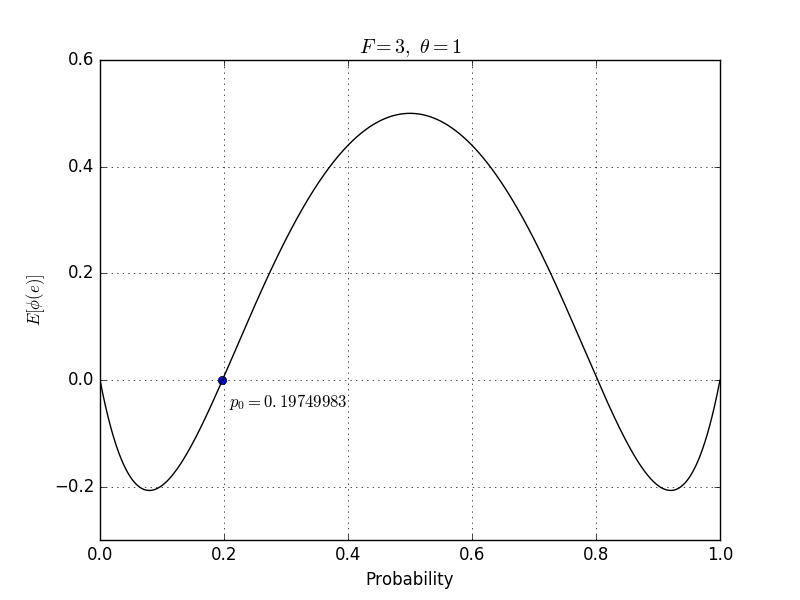 F = 3, θ = 1
0.6
0.4
0.2
0.0
−0.2
E[ϕ(e)]
p₀ = 0.19749983
0.0 0.2 0.4 0.6 0.8 1.0
Probability